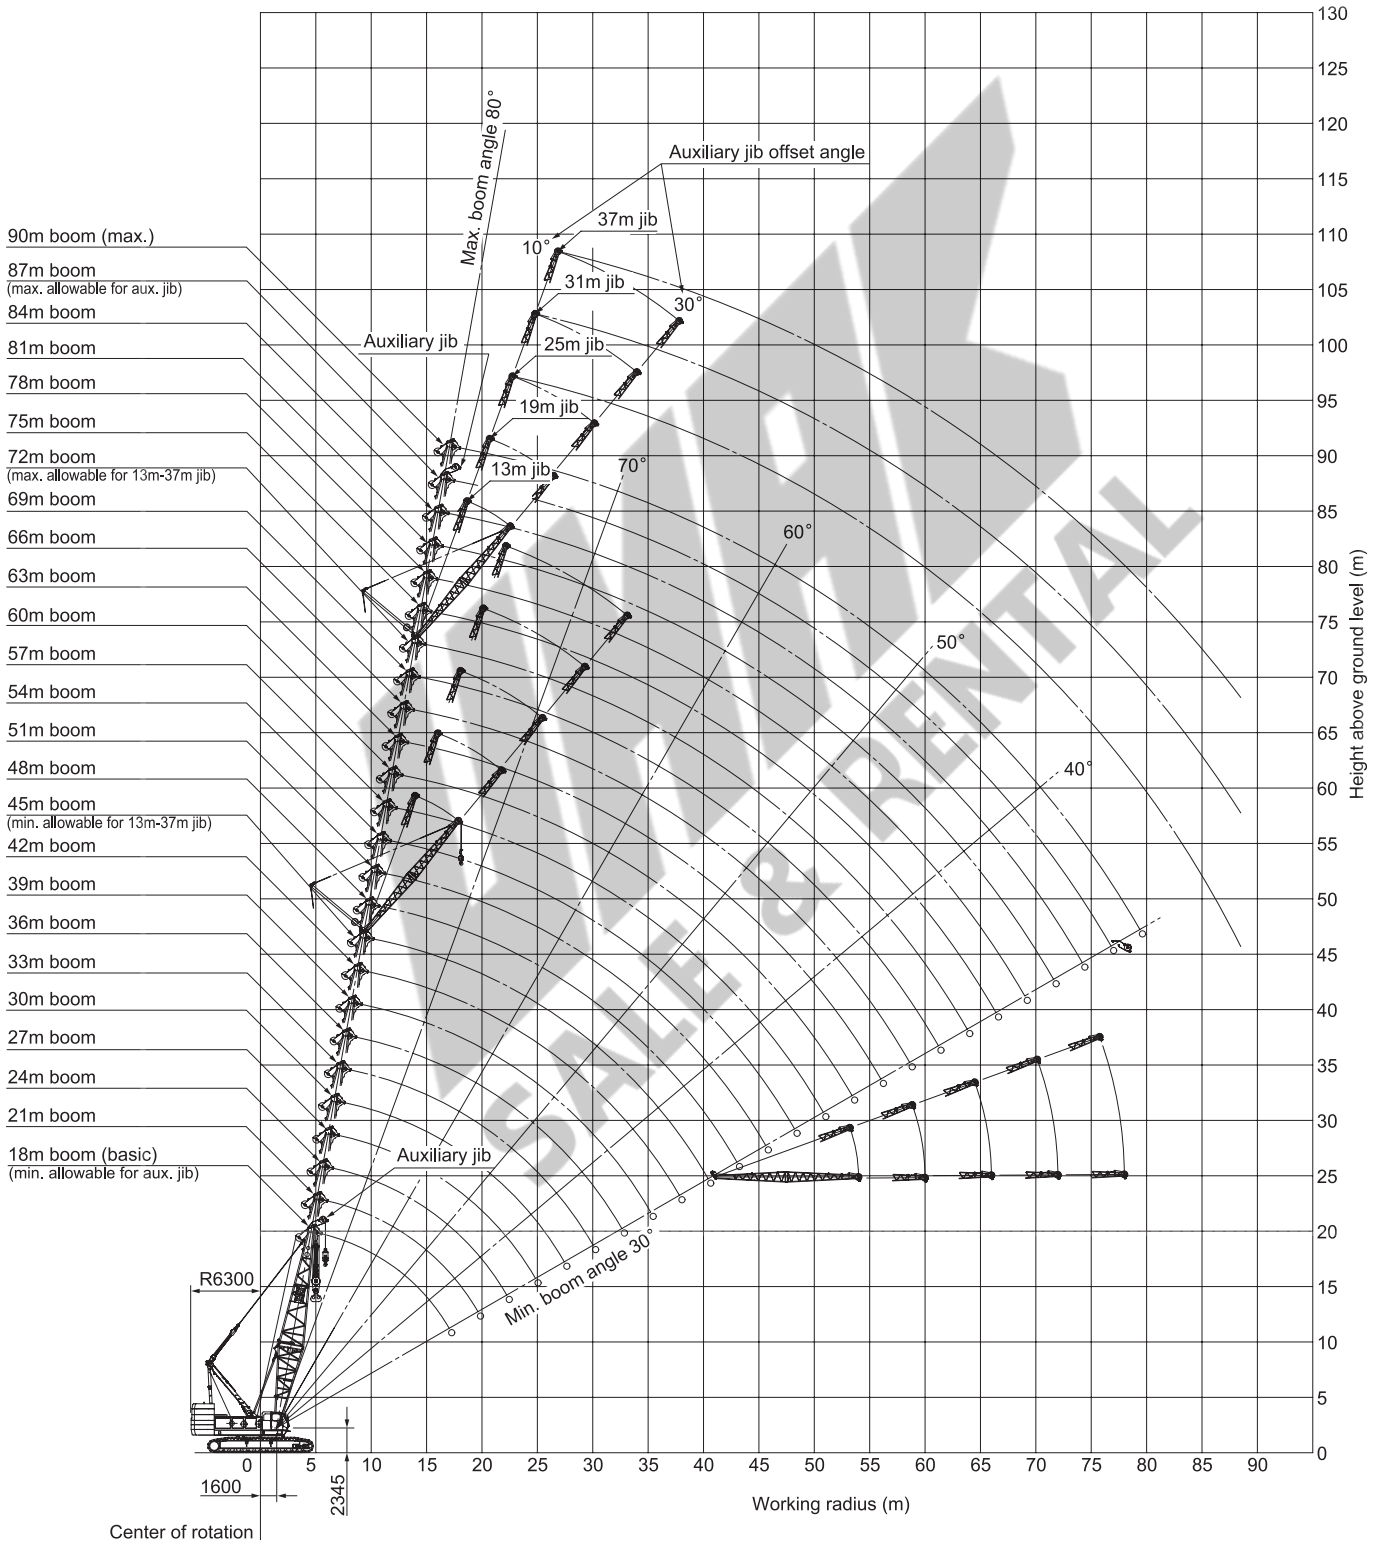 130
125
120
115
110
105
100
95
90
85
80
75
70
65
60
55
50
45
40
35
30
25
20
15
10
5
0
Height above ground level (m)
Max. boom angle 80°
Auxiliary jib offset angle
37m jib
10°
31m jib
30°
Auxiliary jib
25m jib
19m jib
13m jib
70°
60°
50°
40°
90m boom (max.)
87m boom
(max. allowable for aux. jib)
84m boom
81m boom
78m boom
75m boom
72m boom
(max. allowable for 13m-37m jib)
69m boom
66m boom
63m boom
60m boom
57m boom
54m boom
51m boom
48m boom
45m boom
(min. allowable for 13m-37m jib)
42m boom
39m boom
36m boom
33m boom
30m boom
27m boom
24m boom
21m boom
18m boom (basic)
(min. allowable for aux. jib)
Auxiliary jib
Min. boom angle 30°
R6300
0 5 10 15 20 25 30 35 40 45 50 55 60 65 70 75 80 85 90
1600
2345
Working radius (m)
Center of rotation
SALE & RENTAL